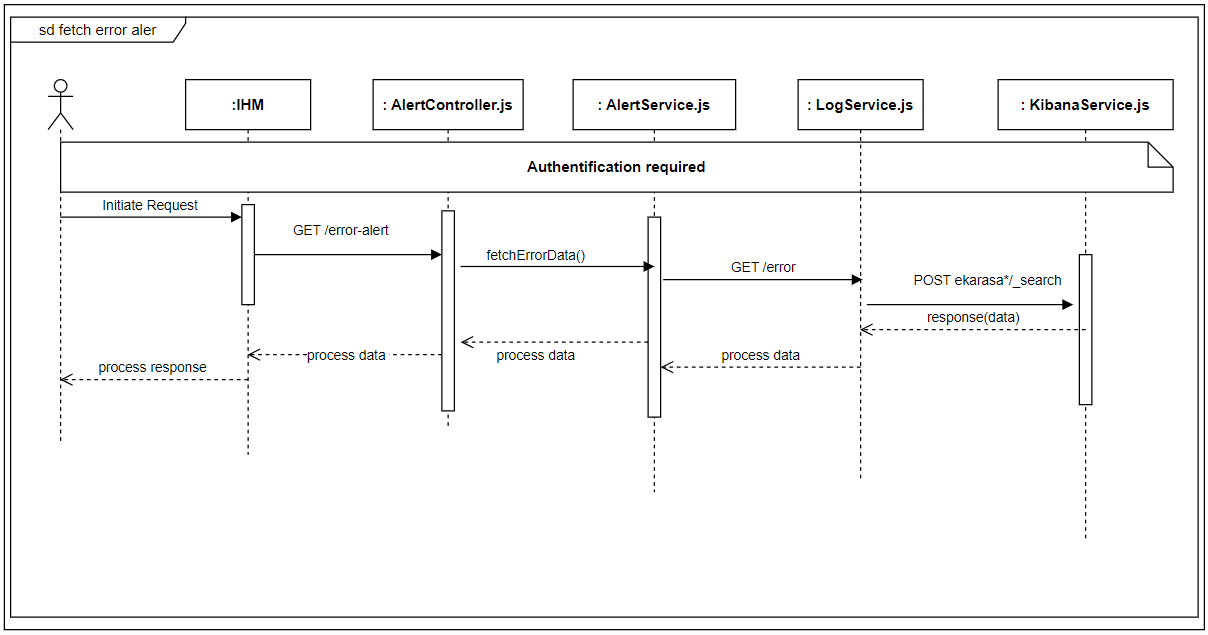 sd fetch error aler
:IHM
: AlertController.js
: AlertService.js
: LogService.js
: KibanaService.js
Authentification required
Initiate Request
GET /error-alert
fetchErrorData()
GET /error
POST ekarasa*/_search
response(data)
process data
process data
process data
process response